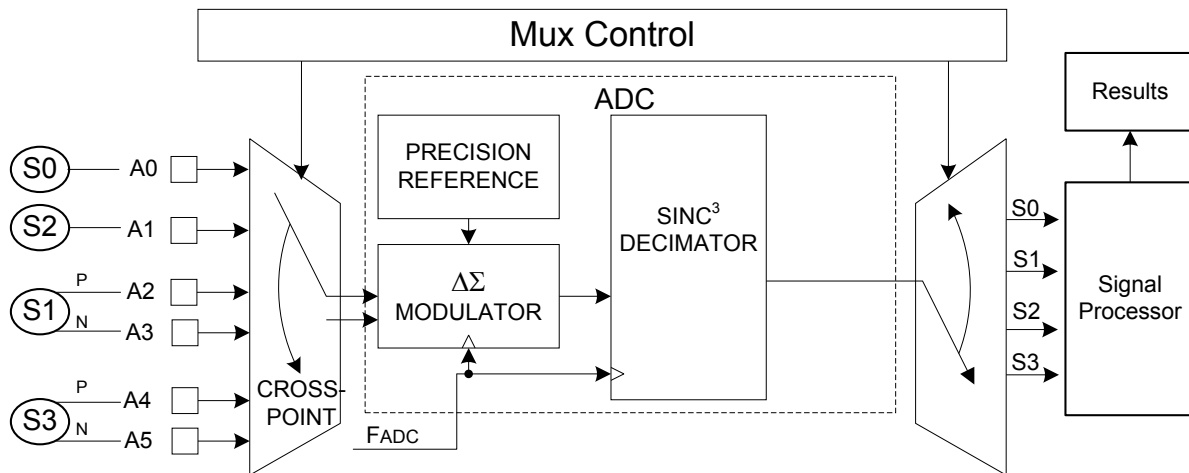 Mux Control
ADC
Results
PRECISION
REFERENCE
SINC³
DECIMATOR
ΔΣ
MODULATOR
CROSS-
POINT
FADC
S0
A0
S2
A1
S1
P
A2
N
A3
S3
P
A4
N
A5
S0
S1
S2
S3
Signal
Processor